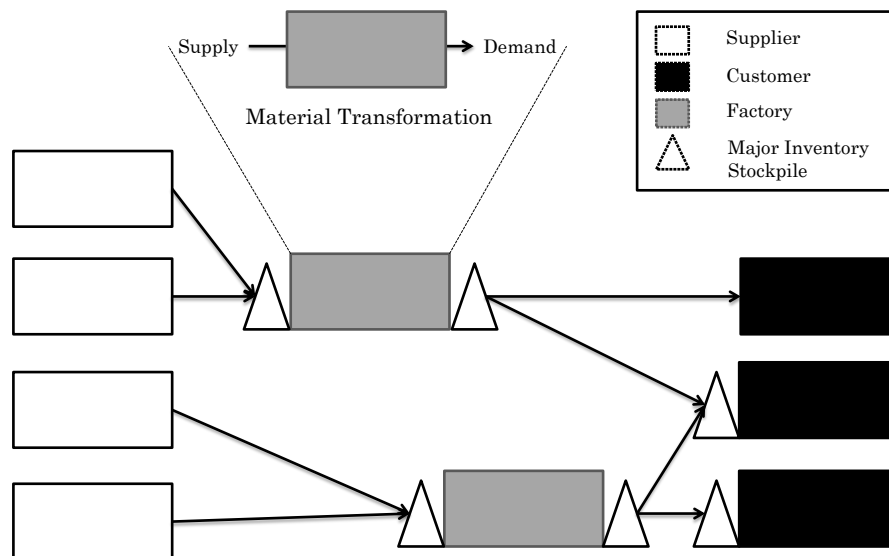 Supply
Demand
Material Transformation
Supplier
Customer
Factory
Major Inventory
Stockpile